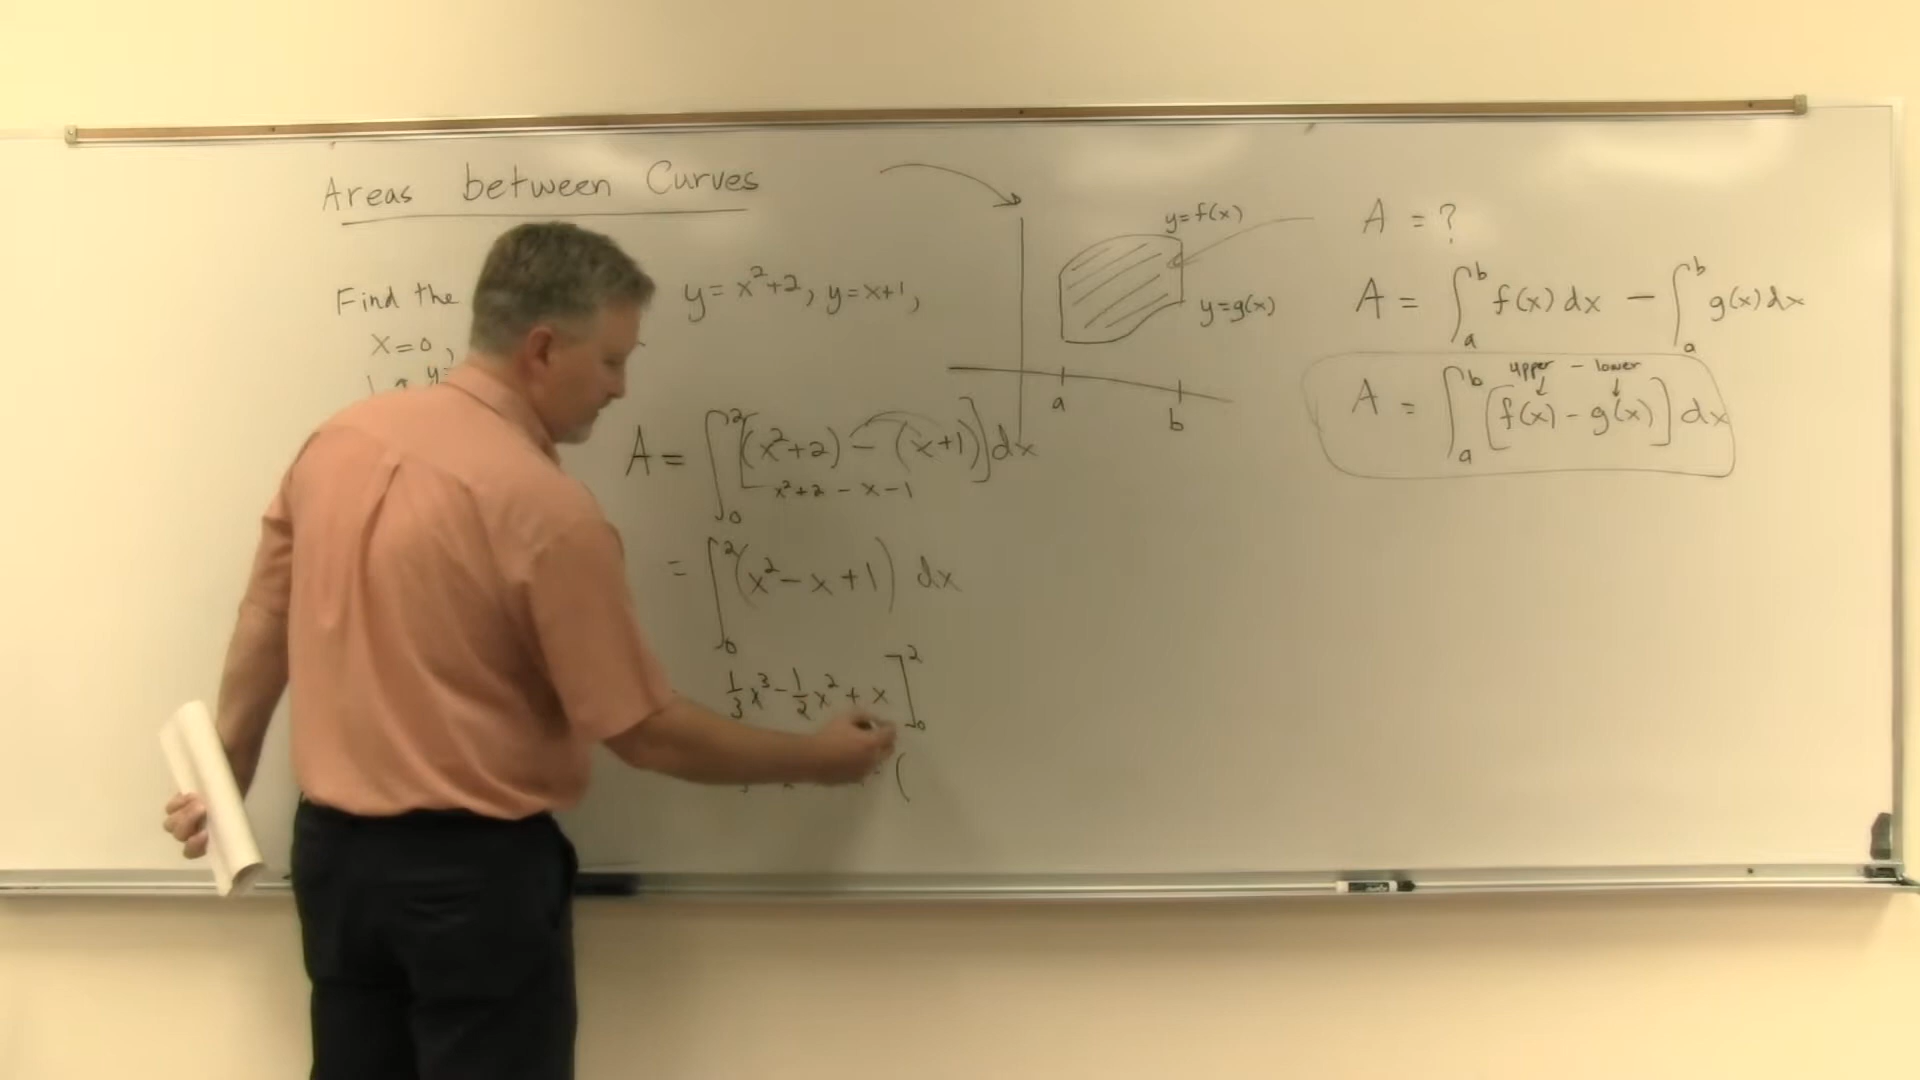 Areas between Curves
Find the y=x²+2, y=x+1,
x=0,
y=
A = ∫₀² [(x²+2) - (x+1)] dx
x²+2 - x - 1
= ∫₀² (x² - x + 1) dx
1/3 x³ - 1/2 x² + x ]₀²
- (
y=f(x)
y=g(x)
a
b
A = ?
A = ∫ₐᵇ f(x) dx - ∫ₐᵇ g(x) dx
upper - lower
A = ∫ₐᵇ [f(x) - g(x)] dx